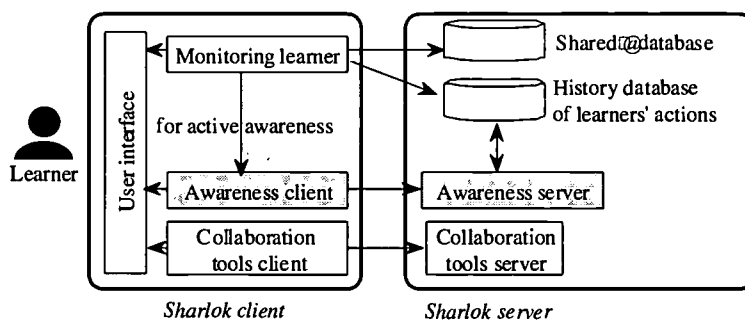 Monitoring learner
Shared @database
History database
of learners' actions
for active awareness
Learner
User interface
Awareness client
Awareness server
Collaboration
tools client
Collaboration
tools server
Sharlok client
Sharlok server